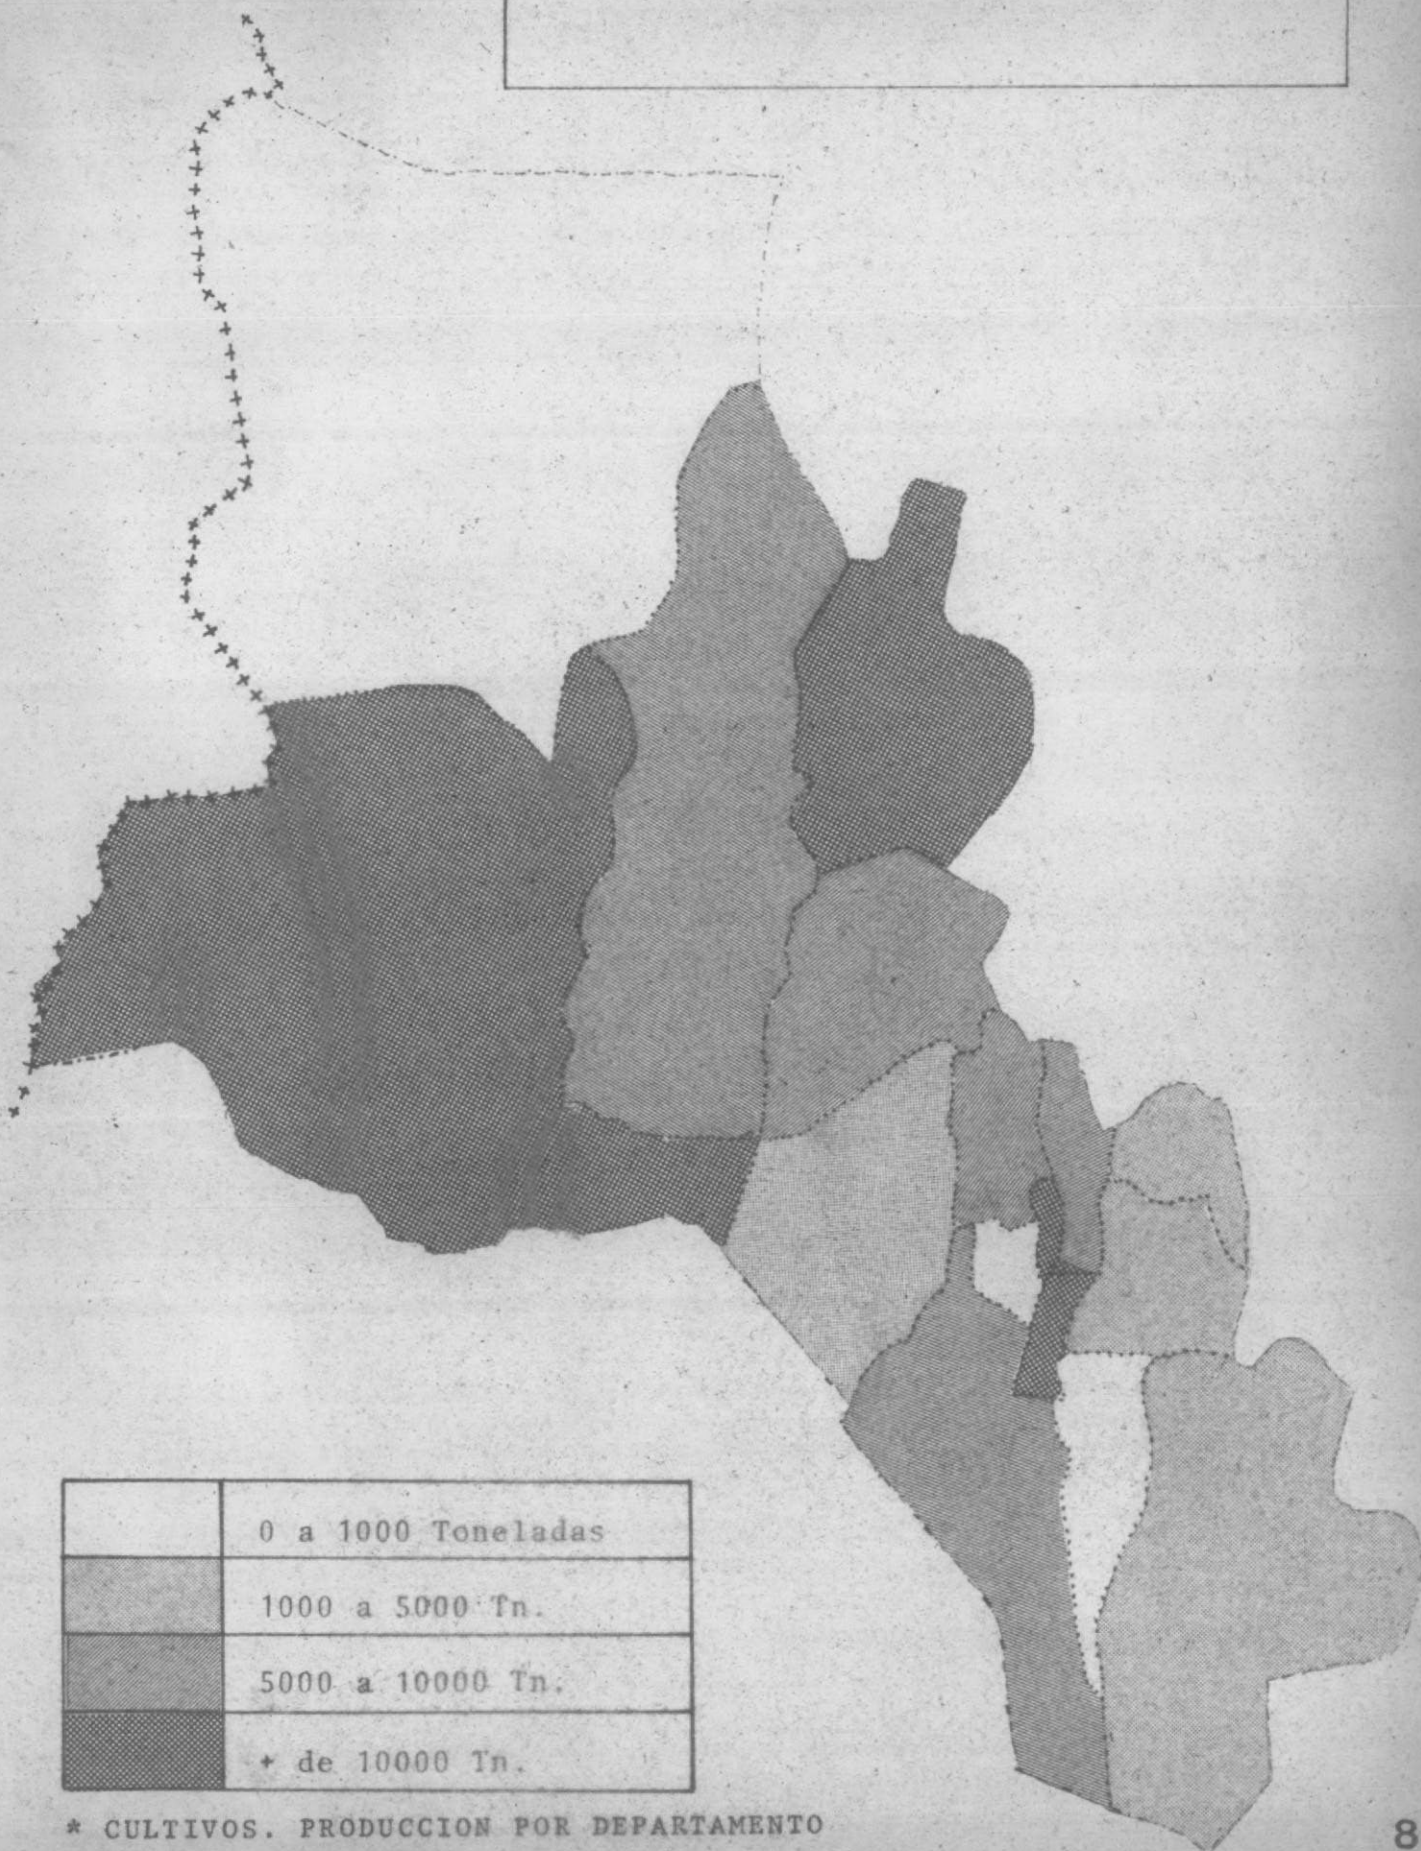 0 a 1000 Toneladas
1000 a 5000 Tn.
5000 a 10000 Tn.
+ de 10000 Tn.
* CULTIVOS. PRODUCCION POR DEPARTAMENTO
8